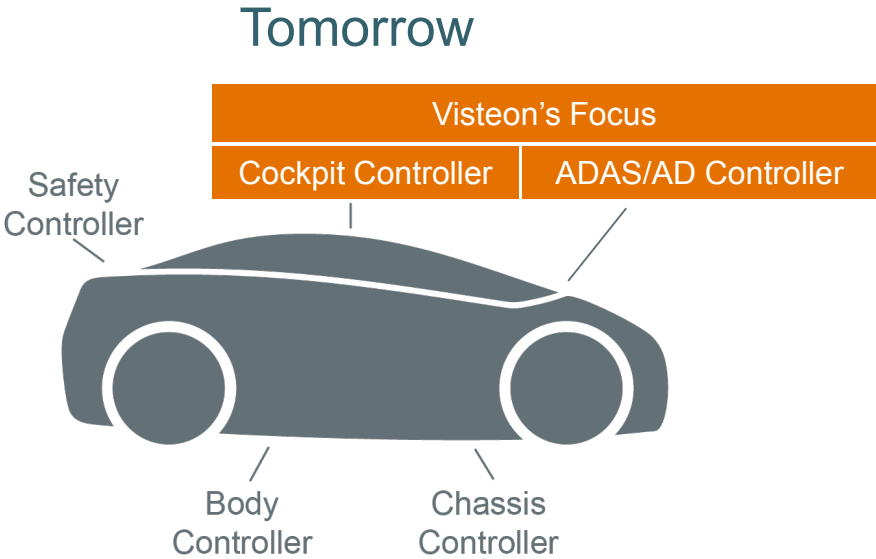 Tomorrow
Visteon's Focus
Cockpit Controller
ADAS/AD Controller
Safety
Controller
Body
Controller
Chassis
Controller